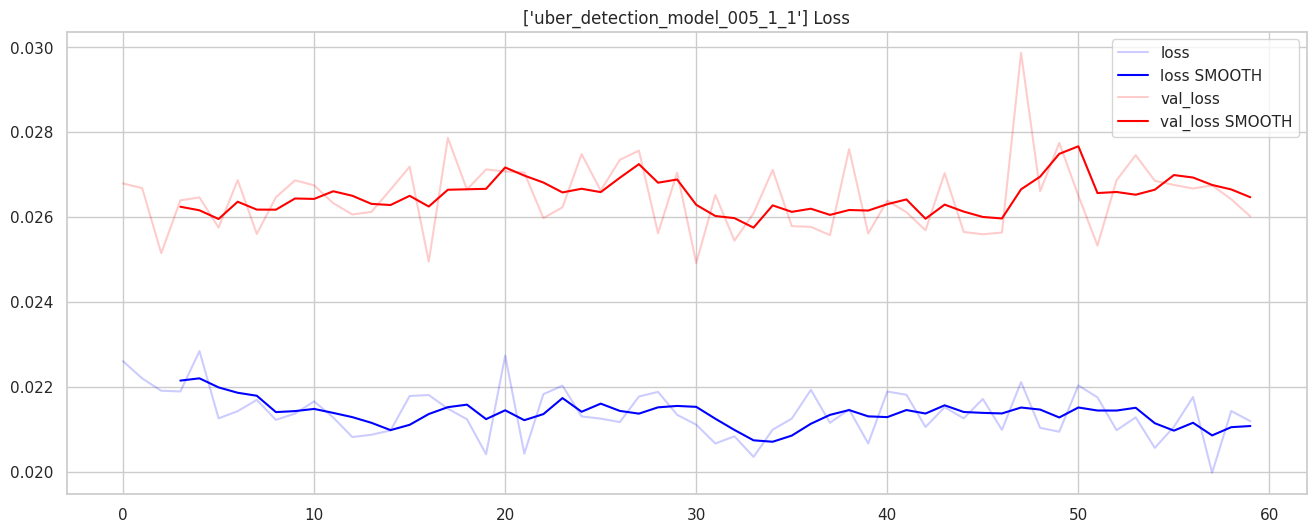 ['uber_detection_model_005_1_1'] Loss
0.030
0.028
0.026
0.024
0.022
0.020
loss
loss SMOOTH
val_loss
val_loss SMOOTH
0 10 20 30 40 50 60